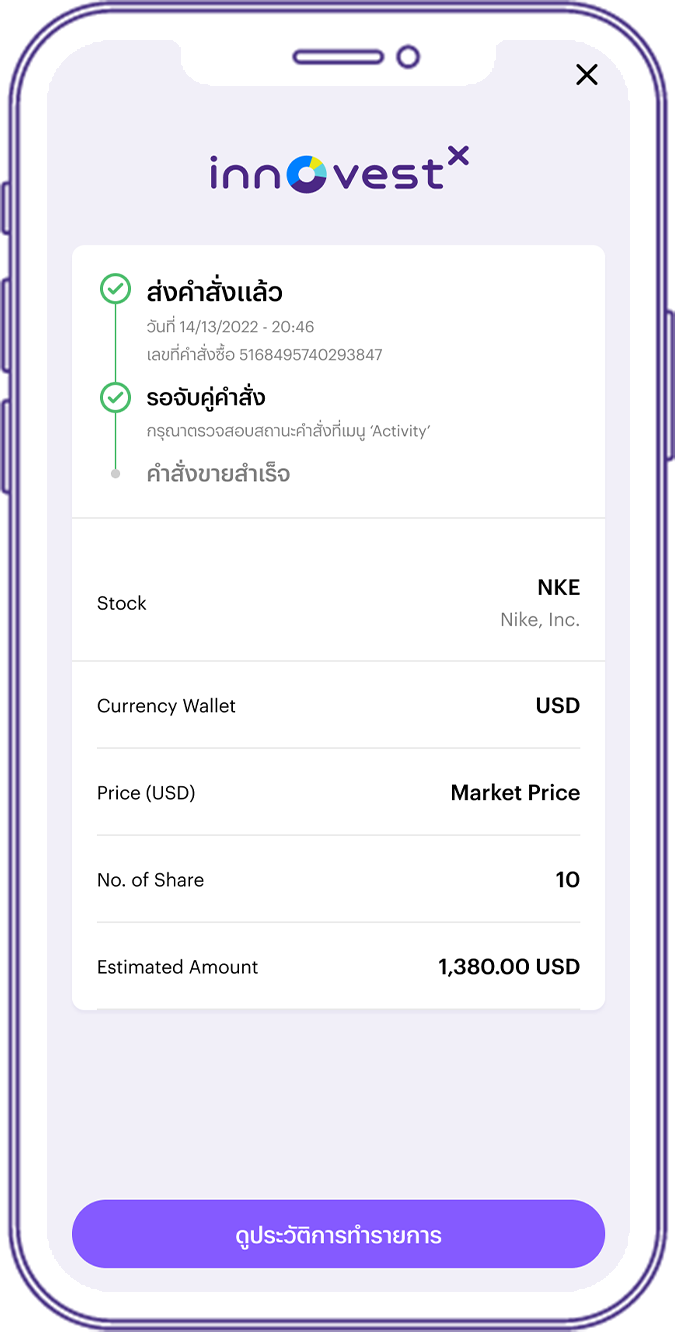 innovestx
ส่งคำสั่งแล้ว
วันที่ 14/13/2022 - 20:46
เลขที่คำสั่งซื้อ 5168495740293847
รอจับคู่คำสั่ง
กรุณาตรวจสอบสถานะคำสั่งที่เมนู ‘Activity’
คำสั่งขายสำเร็จ
Stock
NKE
Nike, Inc.
Currency Wallet
USD
Price (USD)
Market Price
No. of Share
10
Estimated Amount
1,380.00 USD
ดูประวัติการทำรายการ